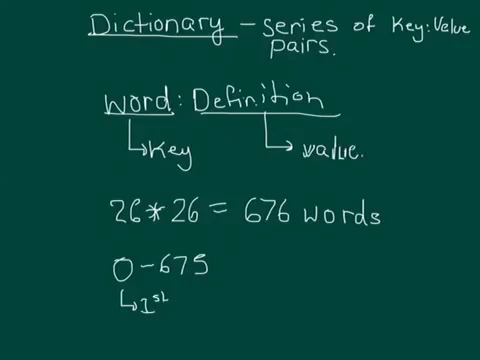 Dictionary - series of Key:Value
pairs.
word: Definition
Key
value.
26*26 = 676 words
0-675
1st